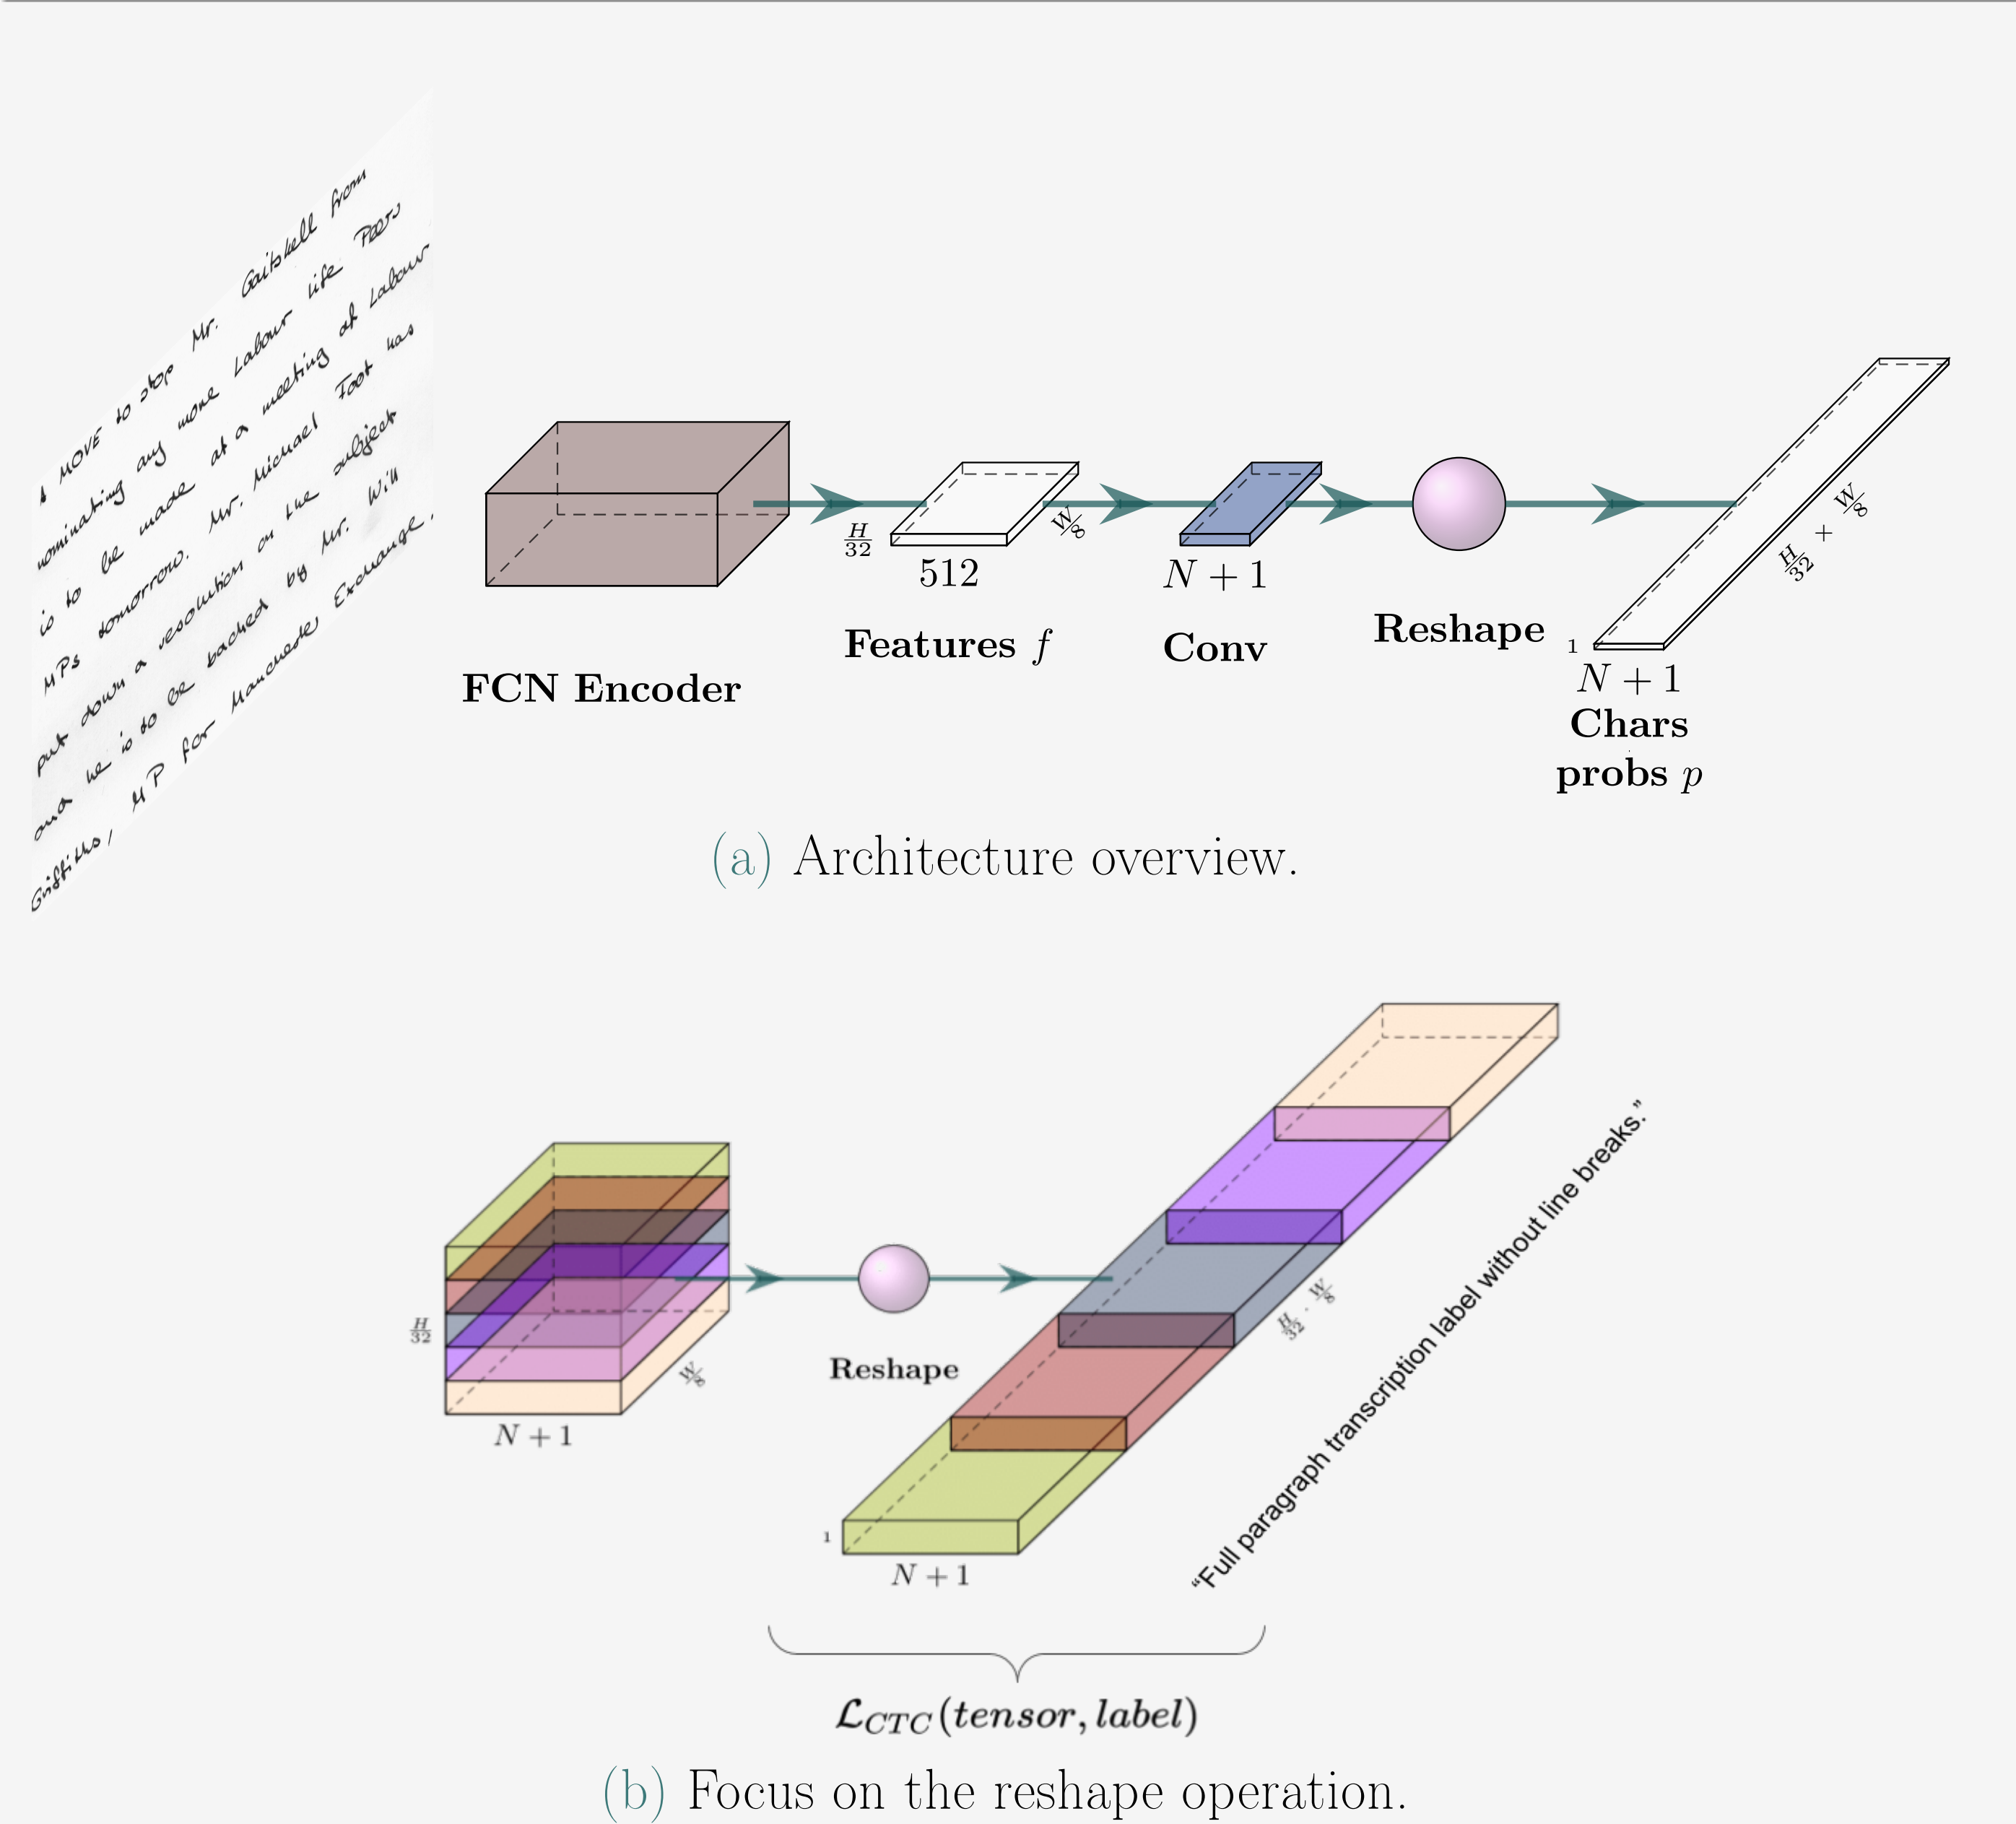 A MOVE to stop Mr. Gaitskell from
nominating any more Labour life Peers
is to be made at a meeting of Labour
MPs tomorrow. Mr. Michael Foot has
put down a resolution on the subject
and he is to be backed by Mr. Will
Griffiths, MP for Manchester Exchange.
FCN Encoder
H/32
W/8
512
Features f
N + 1
Conv
Reshape
H/32 × W/8
1
N + 1
Chars
probs p
(a) Architecture overview.
H/32
W/8
N + 1
Reshape
H/32 · W/8
1
N + 1
“Full paragraph transcription label without line breaks.”
L_CTC(tensor, label)
(b) Focus on the reshape operation.